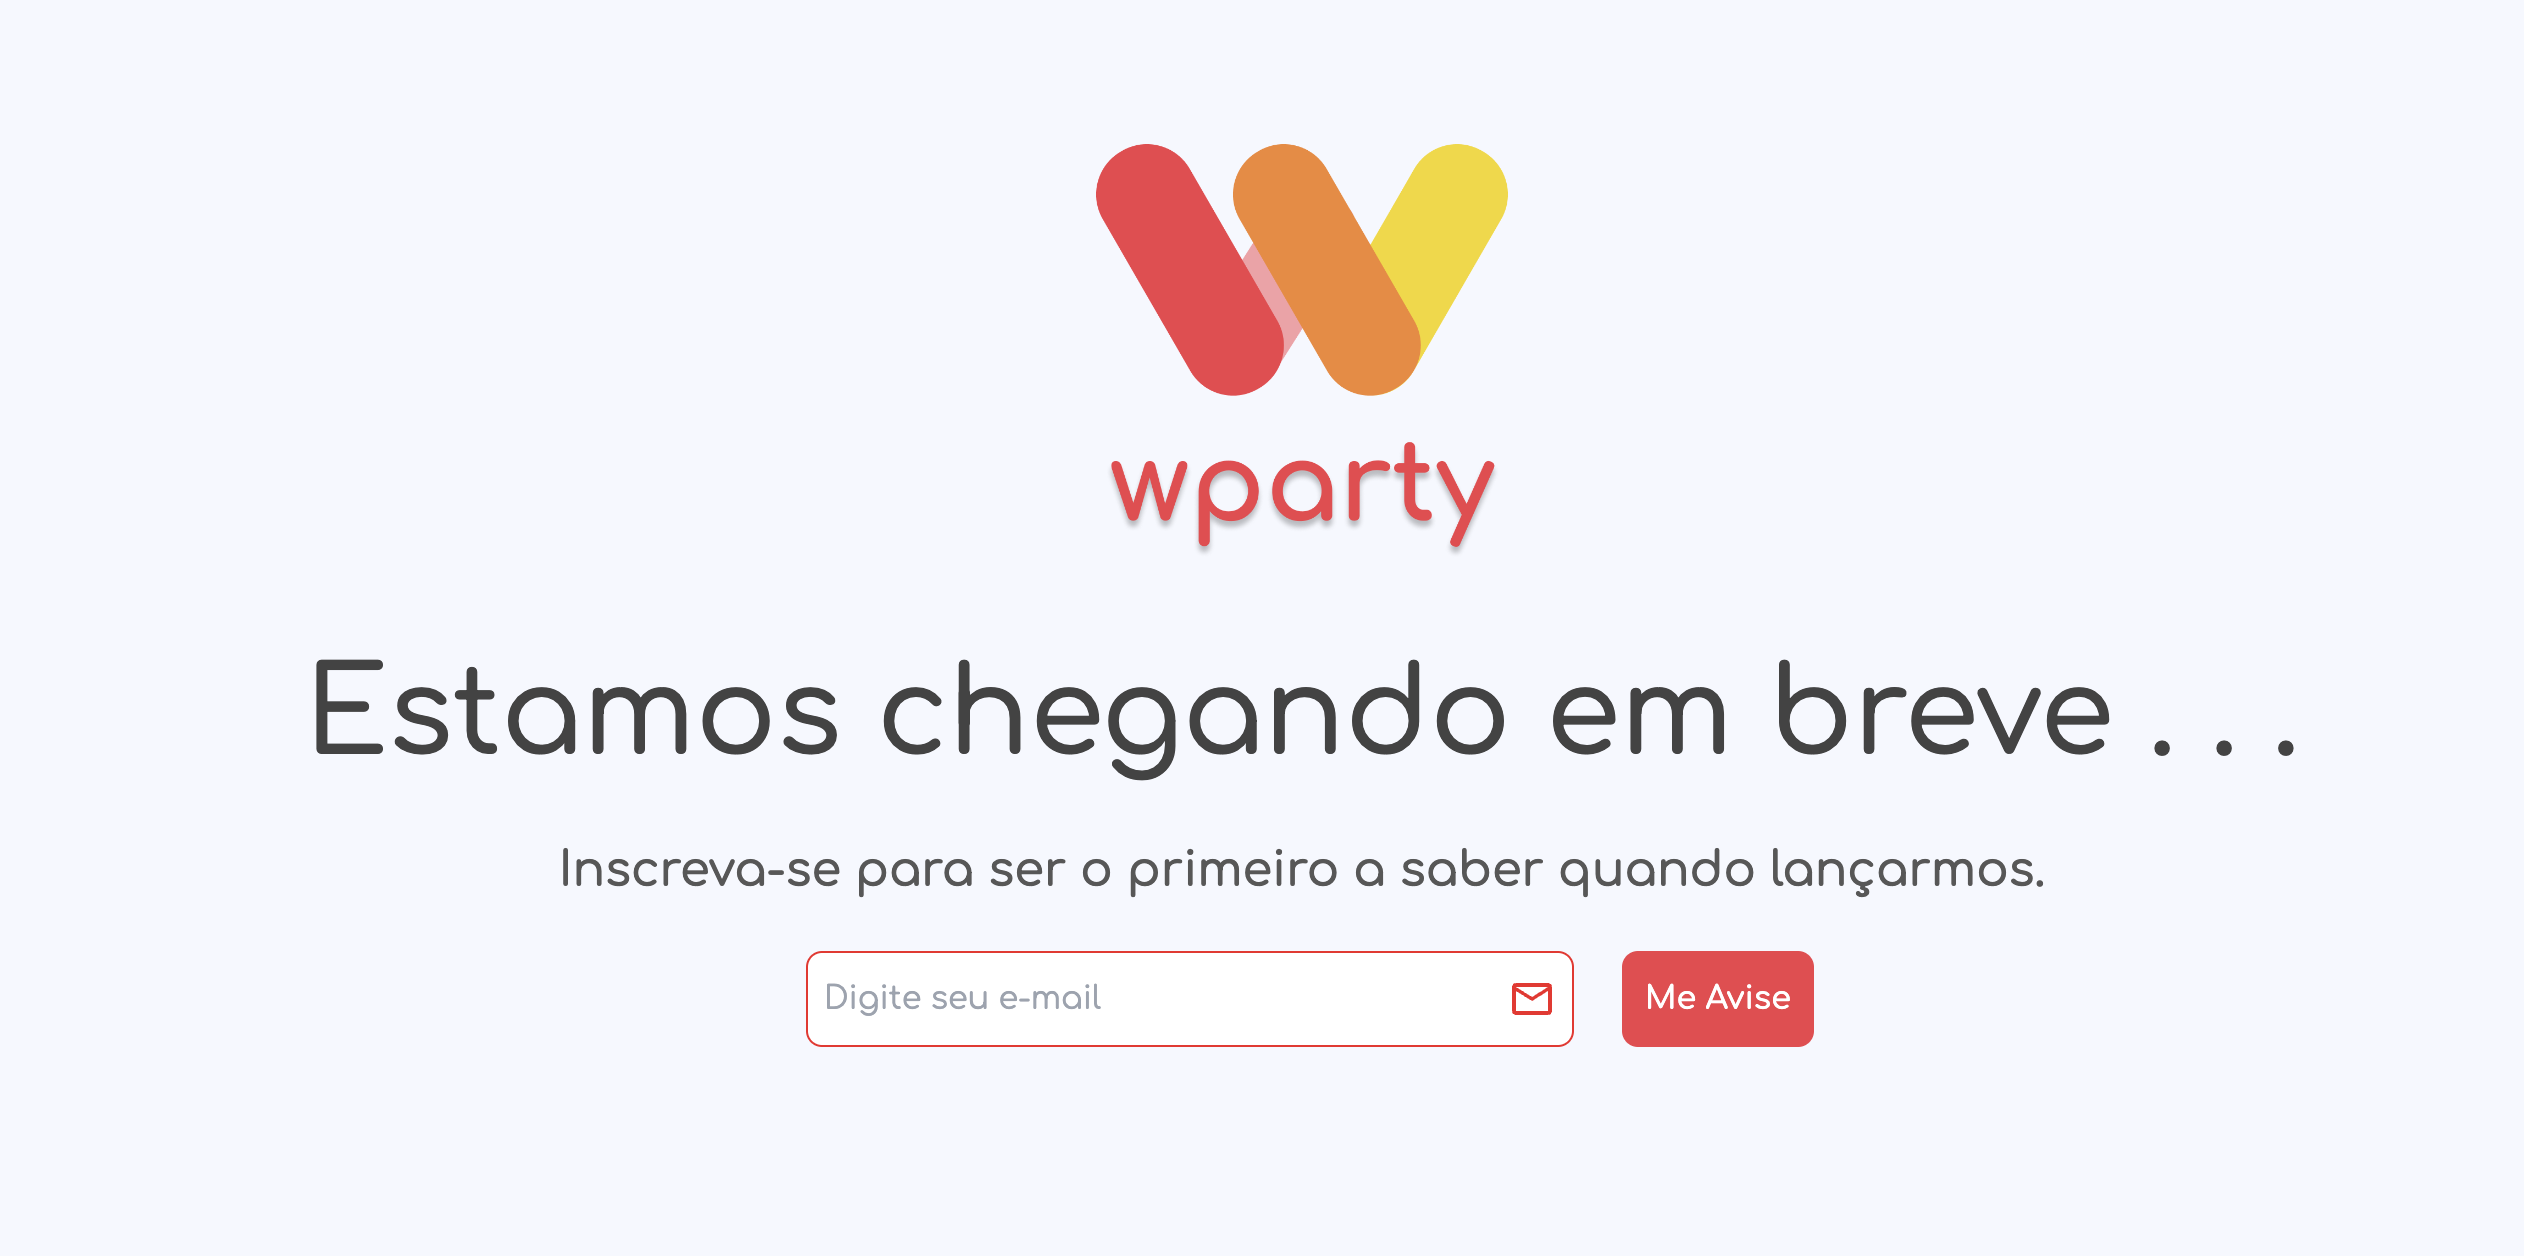 wparty
Estamos chegando em breve . . .
Inscreva-se para ser o primeiro a saber quando lançarmos.
Digite seu e-mail
Me Avise